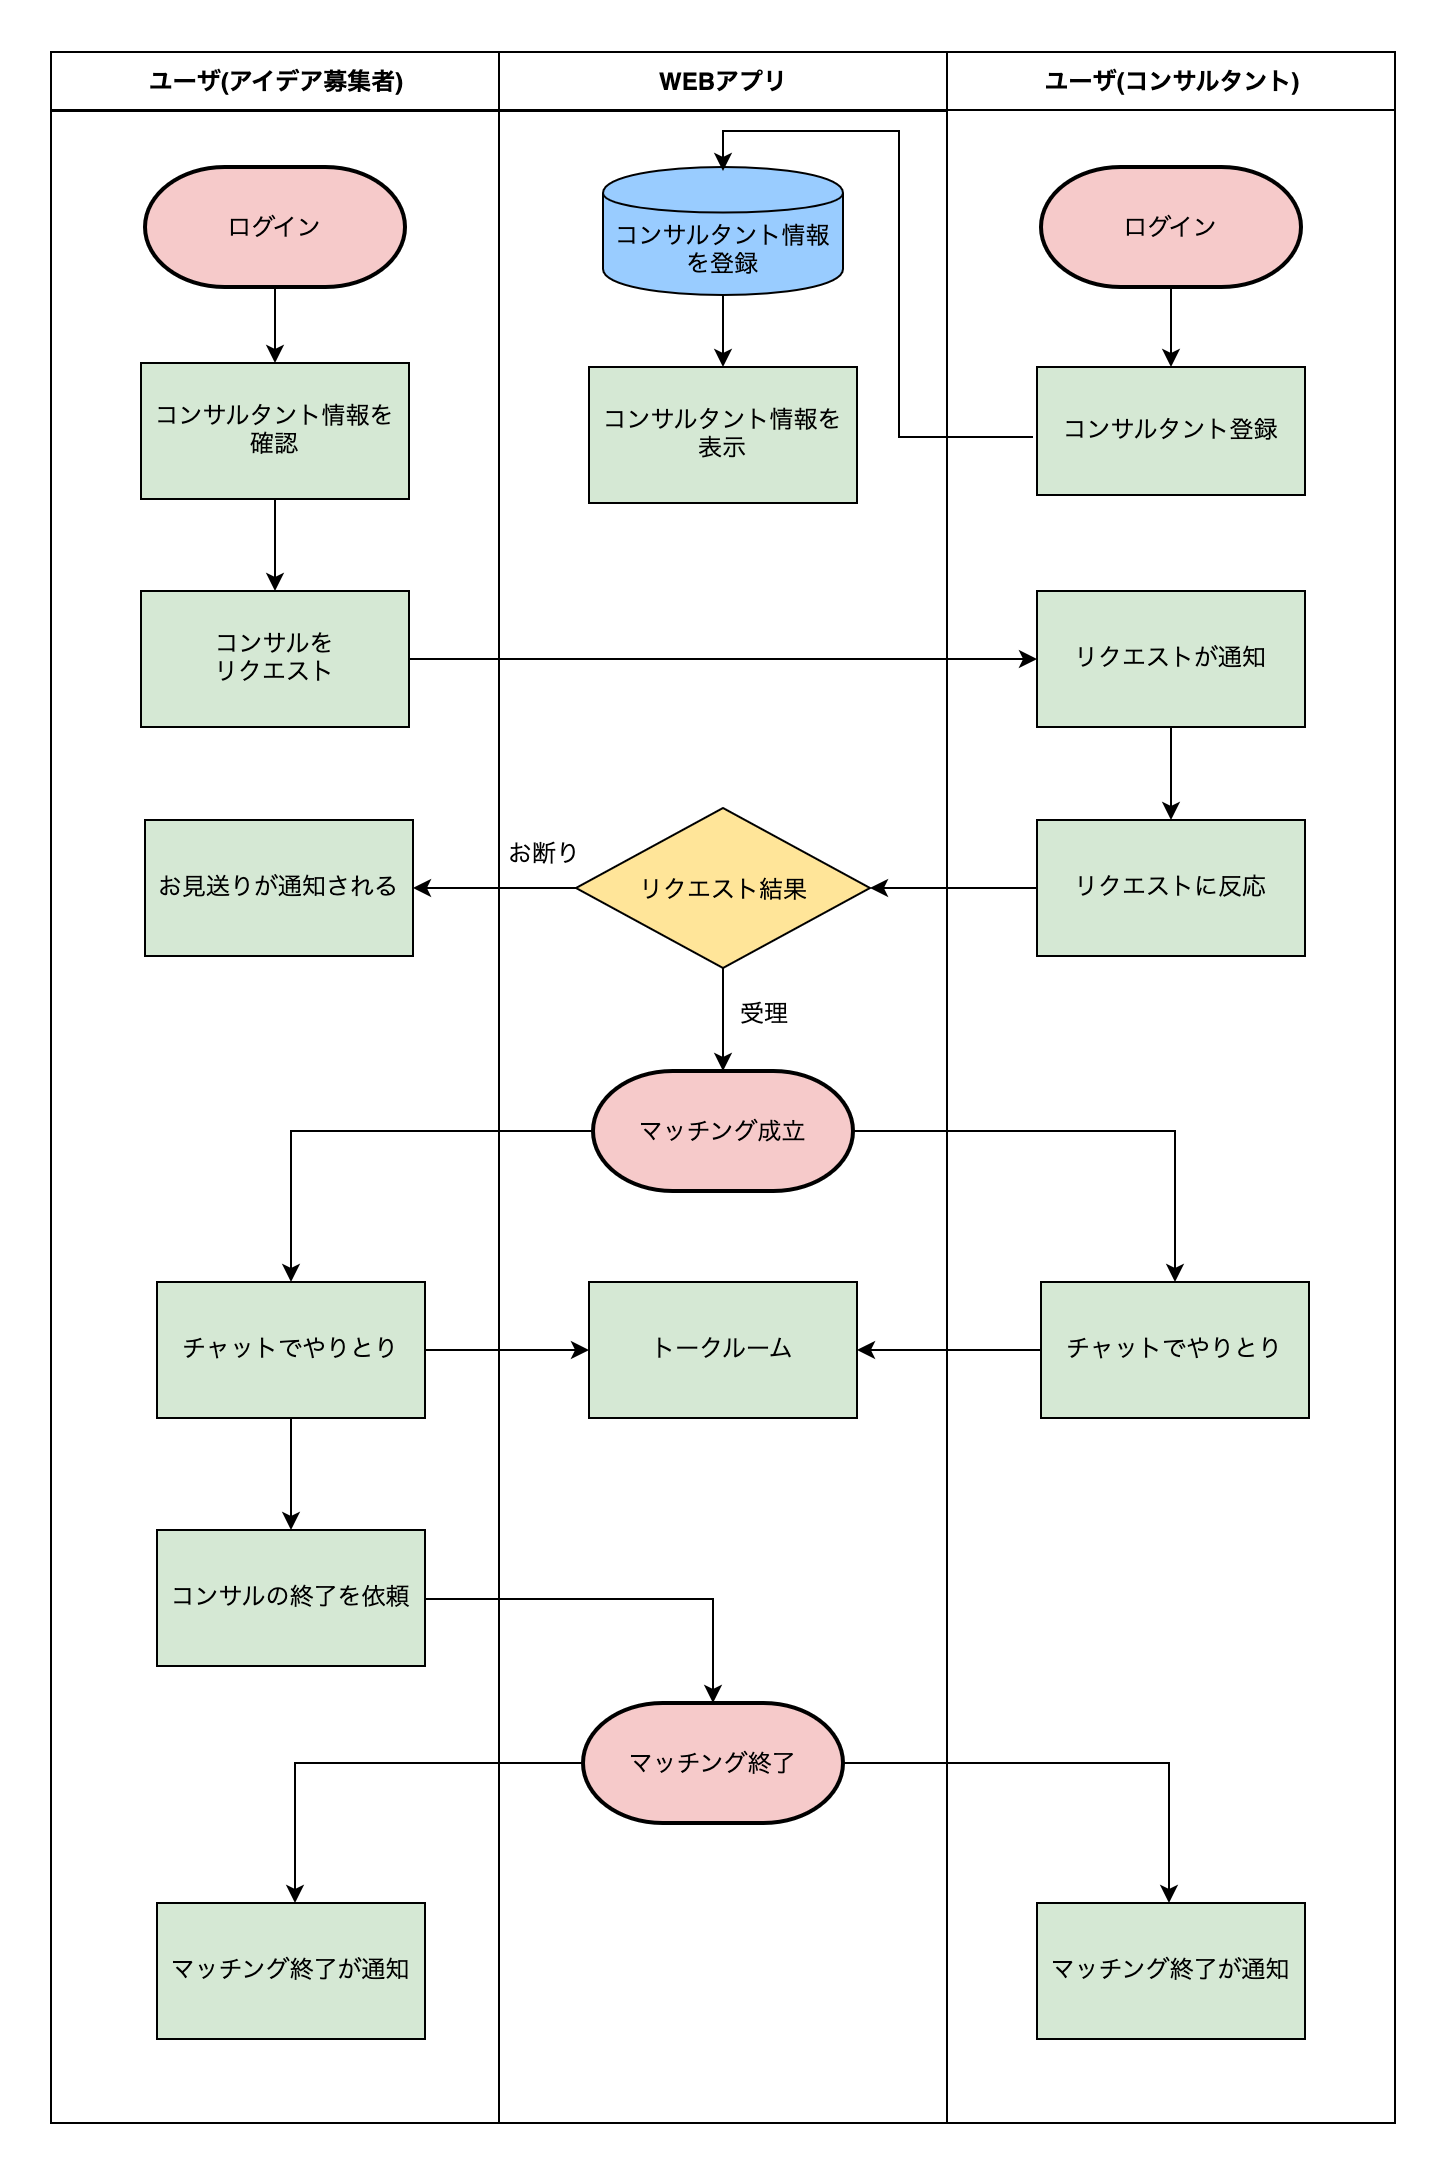 ユーザ(アイデア募集者)
WEBアプリ
ユーザ(コンサルタント)
ログイン
コンサルタント情報
を登録
ログイン
コンサルタント情報を
確認
コンサルタント情報を
表示
コンサルタント登録
コンサルを
リクエスト
リクエストが通知
お見送りが通知される
お断り
リクエスト結果
リクエストに反応
受理
マッチング成立
チャットでやりとり
トークルーム
チャットでやりとり
コンサルの終了を依頼
マッチング終了
マッチング終了が通知
マッチング終了が通知